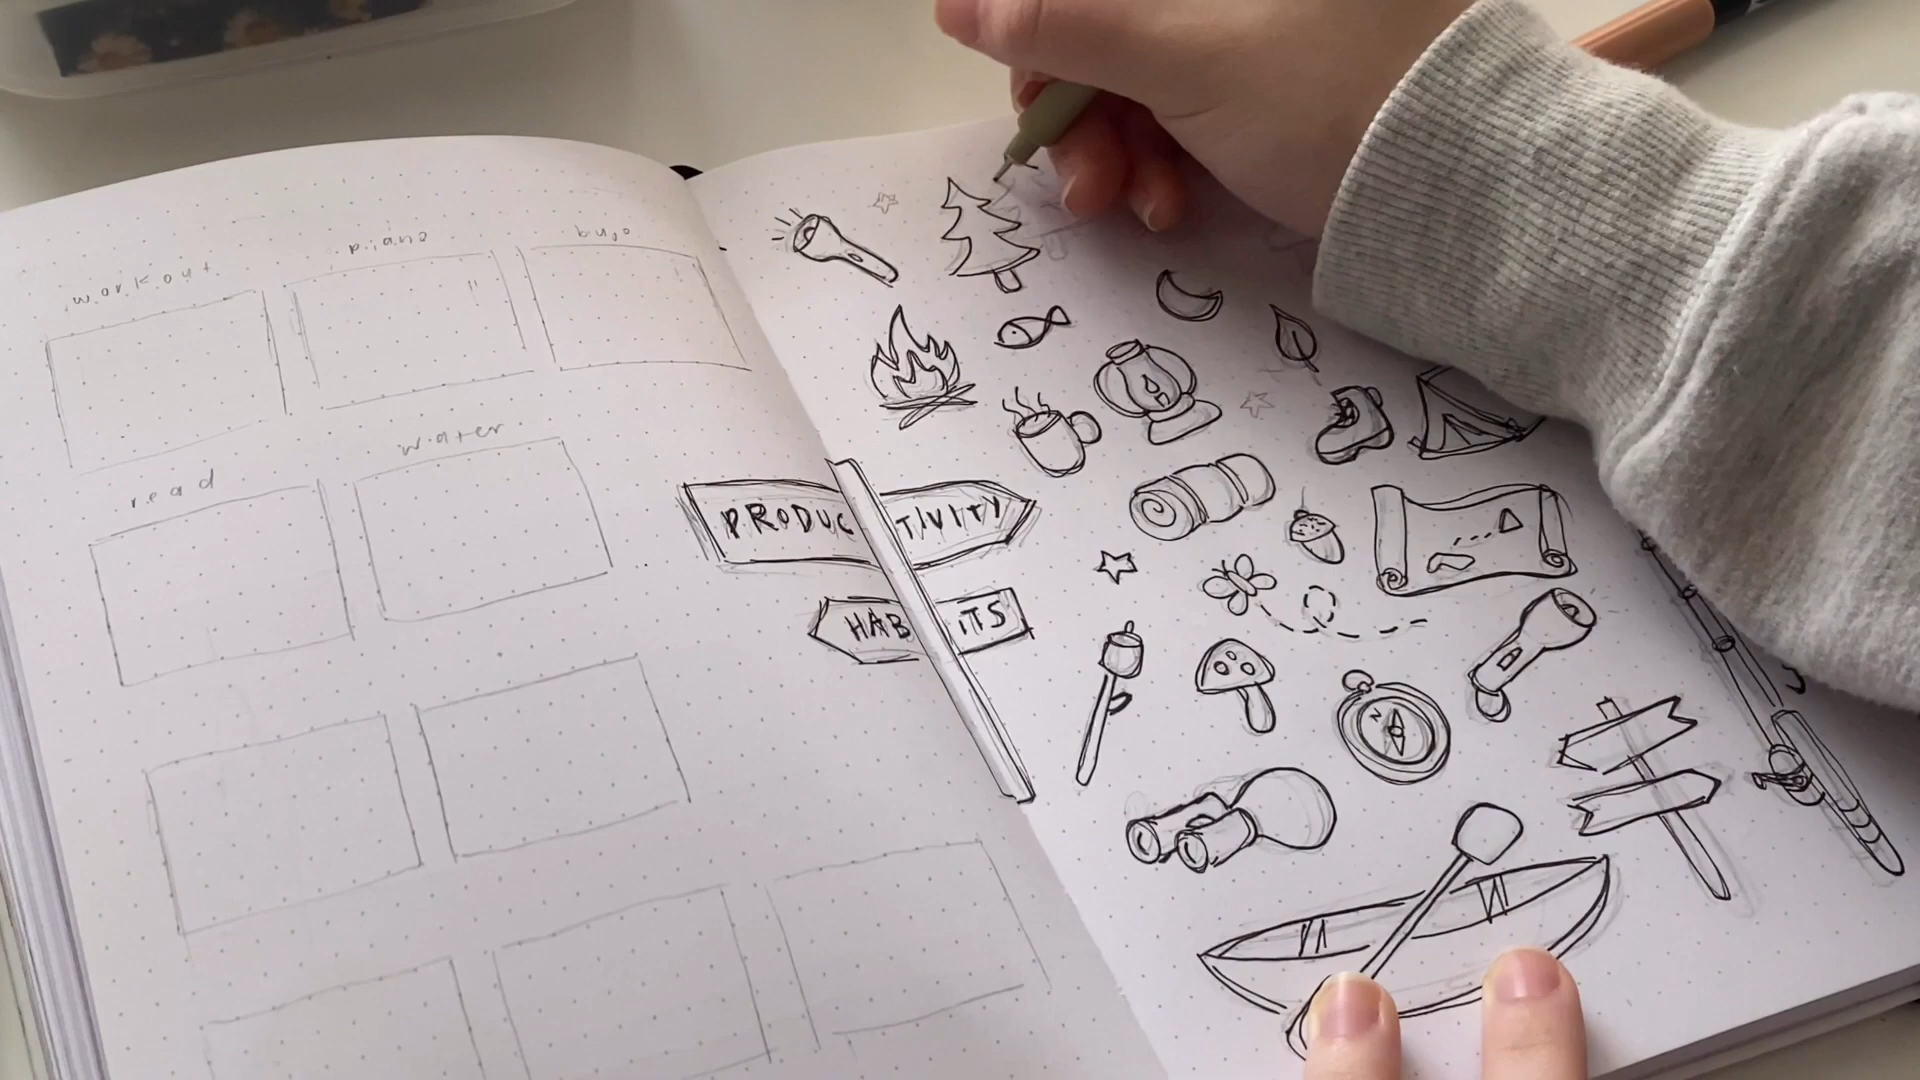 workout
piano
bujo
read
water
PRODUCTIVITY
HABITS
N